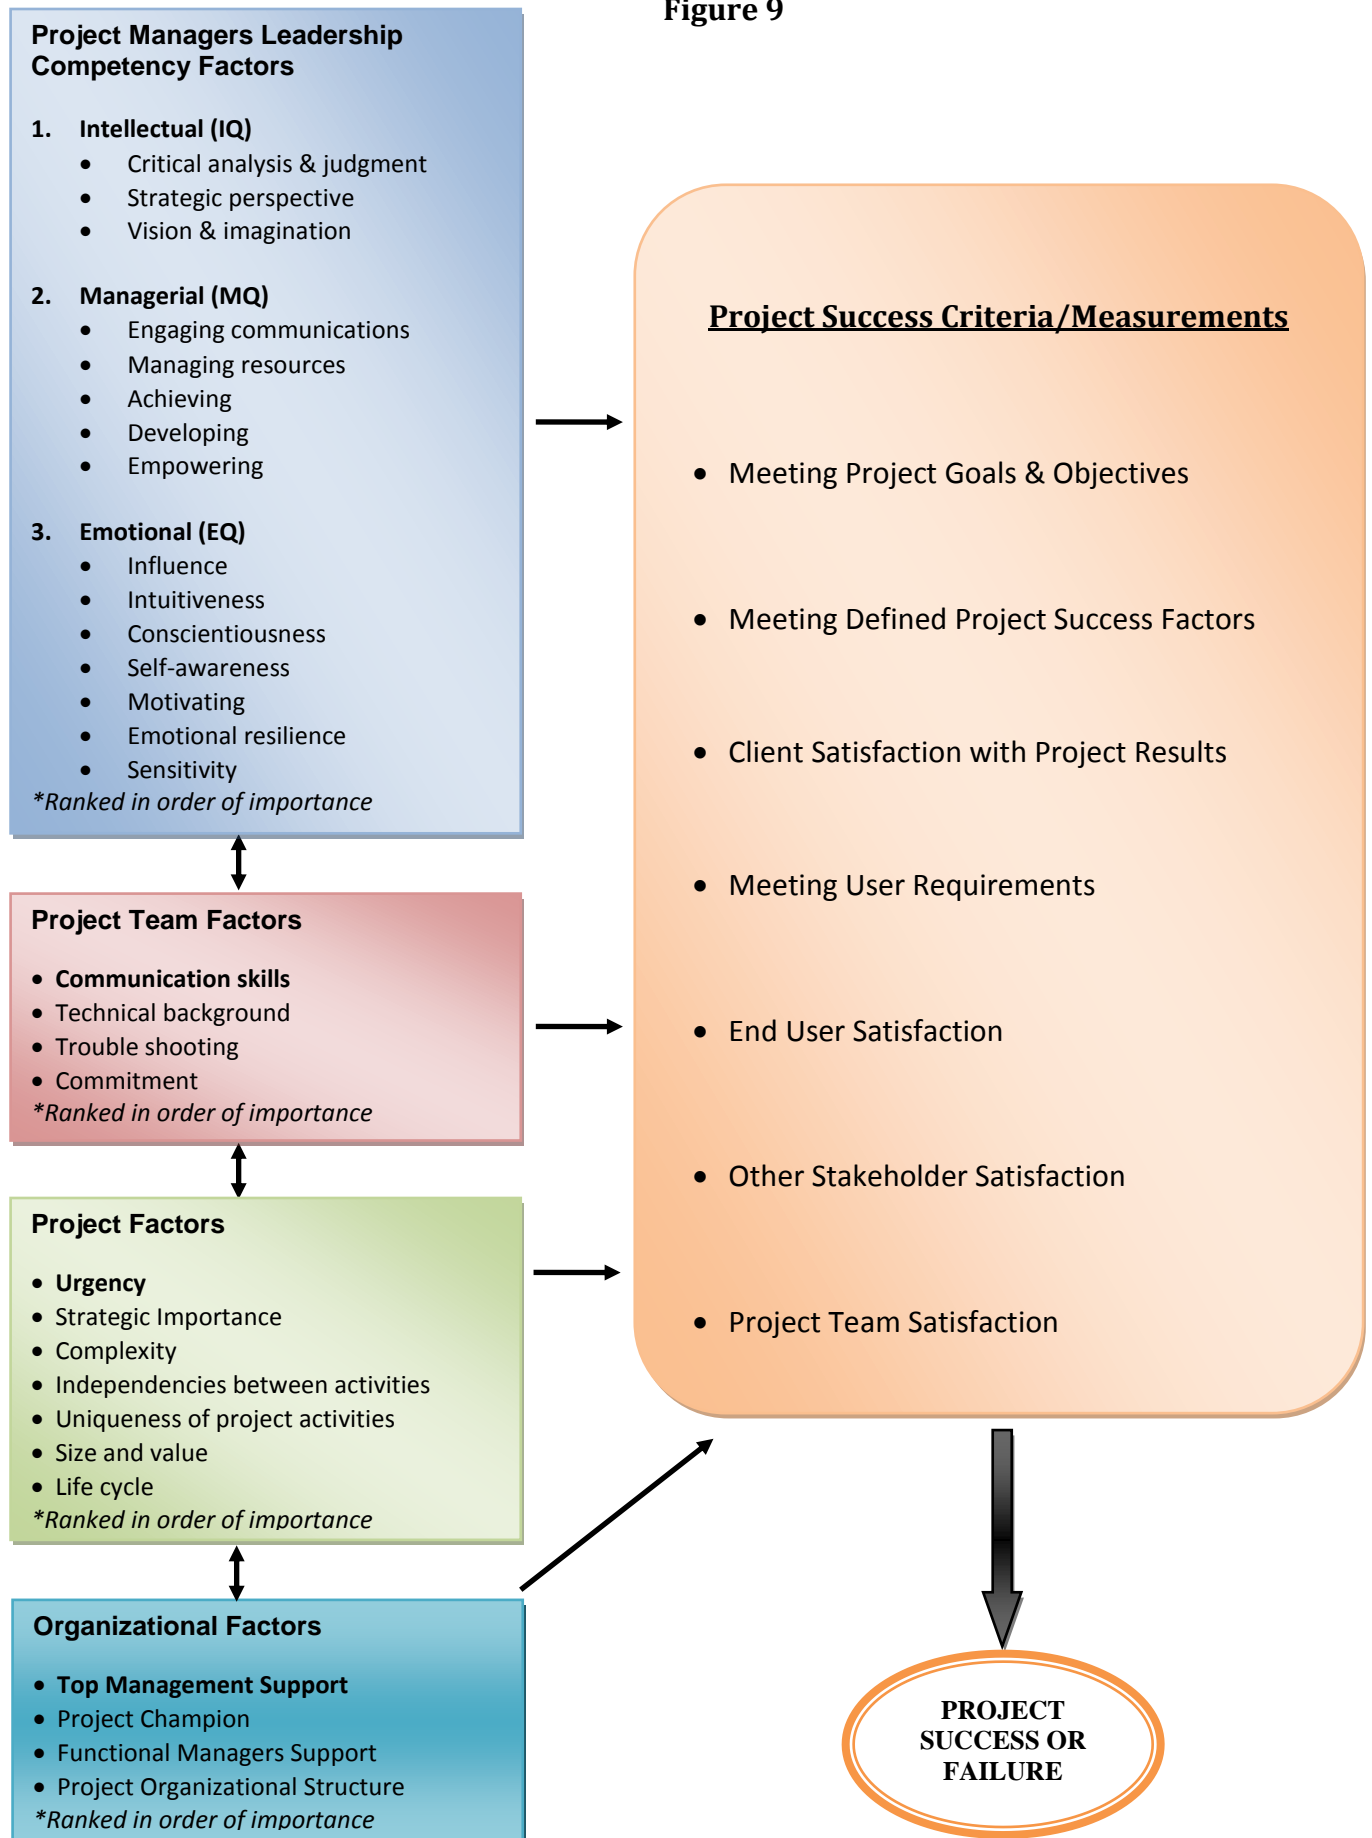 Figure 9
Project Managers Leadership
Competency Factors
1. Intellectual (IQ)
• Critical analysis & judgment
• Strategic perspective
• Vision & imagination
2. Managerial (MQ)
• Engaging communications
• Managing resources
• Achieving
• Developing
• Empowering
3. Emotional (EQ)
• Influence
• Intuitiveness
• Conscientiousness
• Self-awareness
• Motivating
• Emotional resilience
• Sensitivity
*Ranked in order of importance
Project Team Factors
• Communication skills
• Technical background
• Trouble shooting
• Commitment
*Ranked in order of importance
Project Factors
• Urgency
• Strategic Importance
• Complexity
• Independencies between activities
• Uniqueness of project activities
• Size and value
• Life cycle
*Ranked in order of importance
Organizational Factors
• Top Management Support
• Project Champion
• Functional Managers Support
• Project Organizational Structure
*Ranked in order of importance
Project Success Criteria/Measurements
• Meeting Project Goals & Objectives
• Meeting Defined Project Success Factors
• Client Satisfaction with Project Results
• Meeting User Requirements
• End User Satisfaction
• Other Stakeholder Satisfaction
• Project Team Satisfaction
PROJECT
SUCCESS OR
FAILURE